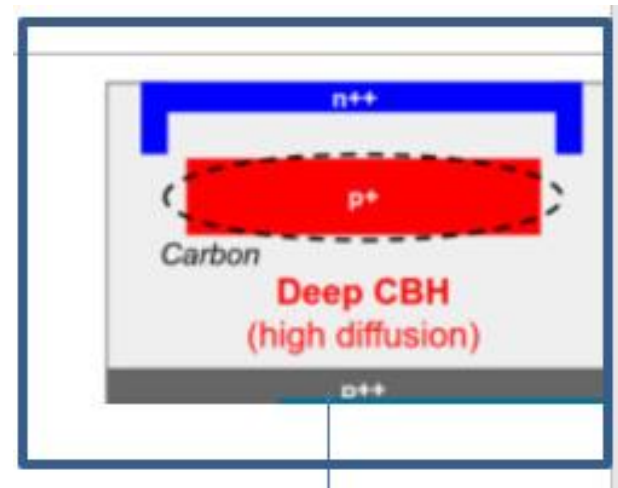 n++
p+
Carbon
Deep CBH
(high diffusion)
p++